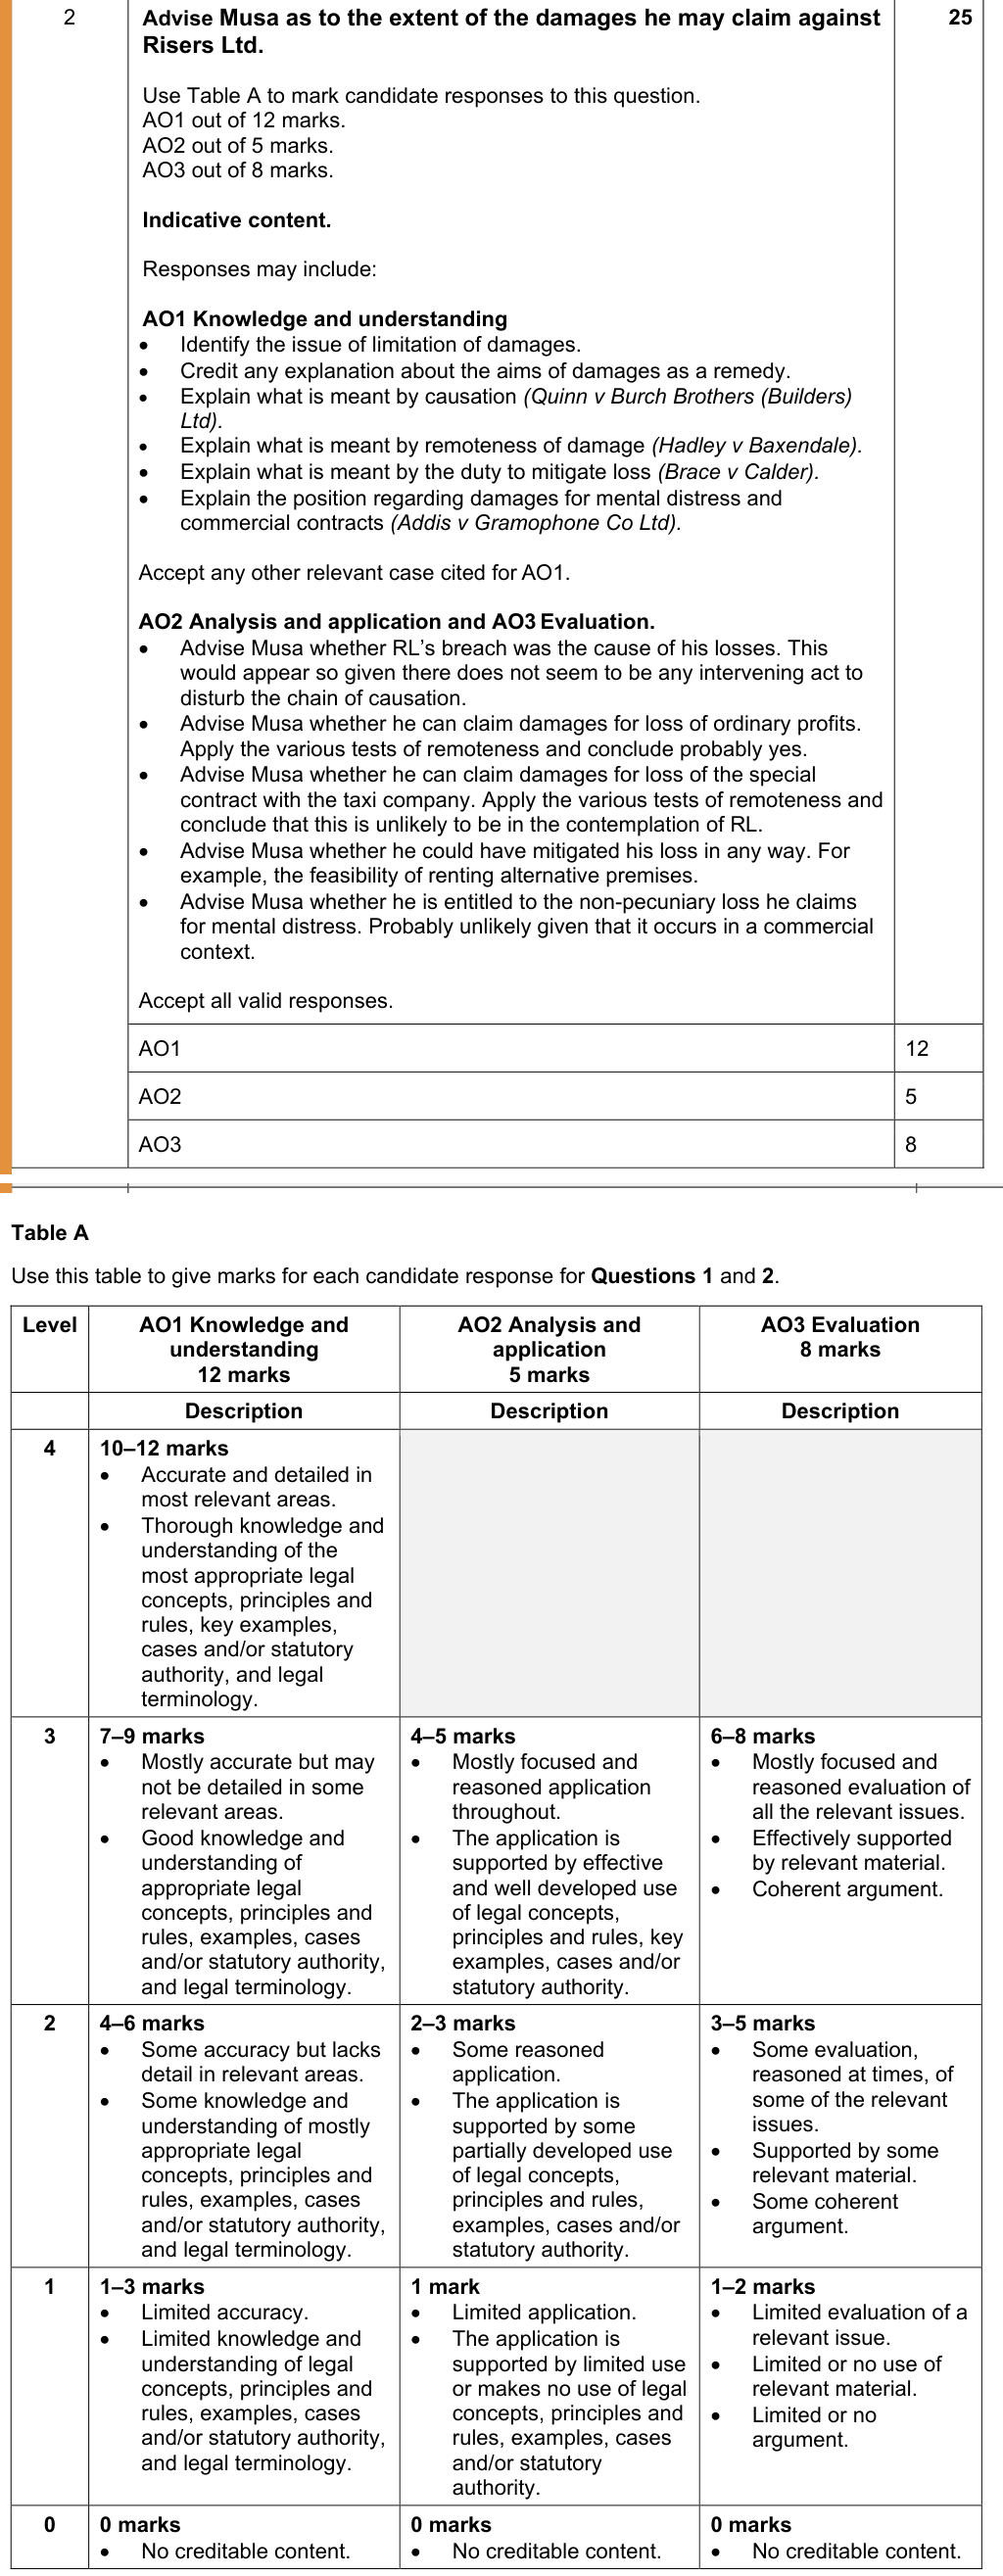 2
Advise Musa as to the extent of the damages he may claim against
Risers Ltd.
25
Use Table A to mark candidate responses to this question.
AO1 out of 12 marks.
AO2 out of 5 marks.
AO3 out of 8 marks.
Indicative content.
Responses may include:
AO1 Knowledge and understanding
• Identify the issue of limitation of damages.
• Credit any explanation about the aims of damages as a remedy.
• Explain what is meant by causation (Quinn v Burch Brothers (Builders)
Ltd).
• Explain what is meant by remoteness of damage (Hadley v Baxendale).
• Explain what is meant by the duty to mitigate loss (Brace v Calder).
• Explain the position regarding damages for mental distress and
commercial contracts (Addis v Gramophone Co Ltd).
Accept any other relevant case cited for AO1.
AO2 Analysis and application and AO3 Evaluation.
• Advise Musa whether RL’s breach was the cause of his losses. This
would appear so given there does not seem to be any intervening act to
disturb the chain of causation.
• Advise Musa whether he can claim damages for loss of ordinary profits.
Apply the various tests of remoteness and conclude probably yes.
• Advise Musa whether he can claim damages for loss of the special
contract with the taxi company. Apply the various tests of remoteness and
conclude that this is unlikely to be in the contemplation of RL.
• Advise Musa whether he could have mitigated his loss in any way. For
example, the feasibility of renting alternative premises.
• Advise Musa whether he is entitled to the non-pecuniary loss he claims
for mental distress. Probably unlikely given that it occurs in a commercial
context.
Accept all valid responses.
AO1 12
AO2 5
AO3 8
Table A
Use this table to give marks for each candidate response for Questions 1 and 2.
Level
AO1 Knowledge and
understanding
12 marks
AO2 Analysis and
application
5 marks
AO3 Evaluation
8 marks
Description
Description
Description
4
10–12 marks
• Accurate and detailed in
most relevant areas.
• Thorough knowledge and
understanding of the
most appropriate legal
concepts, principles and
rules, key examples,
cases and/or statutory
authority, and legal
terminology.
3
7–9 marks
• Mostly accurate but may
not be detailed in some
relevant areas.
• Good knowledge and
understanding of
appropriate legal
concepts, principles and
rules, examples, cases
and/or statutory authority,
and legal terminology.
4–5 marks
• Mostly focused and
reasoned application
throughout.
• The application is
supported by effective
and well developed use
of legal concepts,
principles and rules, key
examples, cases and/or
statutory authority.
6–8 marks
• Mostly focused and
reasoned evaluation of
all the relevant issues.
• Effectively supported
by relevant material.
• Coherent argument.
2
4–6 marks
• Some accuracy but lacks
detail in relevant areas.
• Some knowledge and
understanding of mostly
appropriate legal
concepts, principles and
rules, examples, cases
and/or statutory authority,
and legal terminology.
2–3 marks
• Some reasoned
application.
• The application is
supported by some
partially developed use
of legal concepts,
principles and rules,
examples, cases and/or
statutory authority.
3–5 marks
• Some evaluation,
reasoned at times, of
some of the relevant
issues.
• Supported by some
relevant material.
• Some coherent
argument.
1
1–3 marks
• Limited accuracy.
• Limited knowledge and
understanding of legal
concepts, principles and
rules, examples, cases
and/or statutory authority,
and legal terminology.
1 mark
• Limited application.
• The application is
supported by limited use
or makes no use of legal
concepts, principles and
rules, examples, cases
and/or statutory
authority.
1–2 marks
• Limited evaluation of a
relevant issue.
• Limited or no use of
relevant material.
• Limited or no
argument.
0
0 marks
• No creditable content.
0 marks
• No creditable content.
0 marks
• No creditable content.